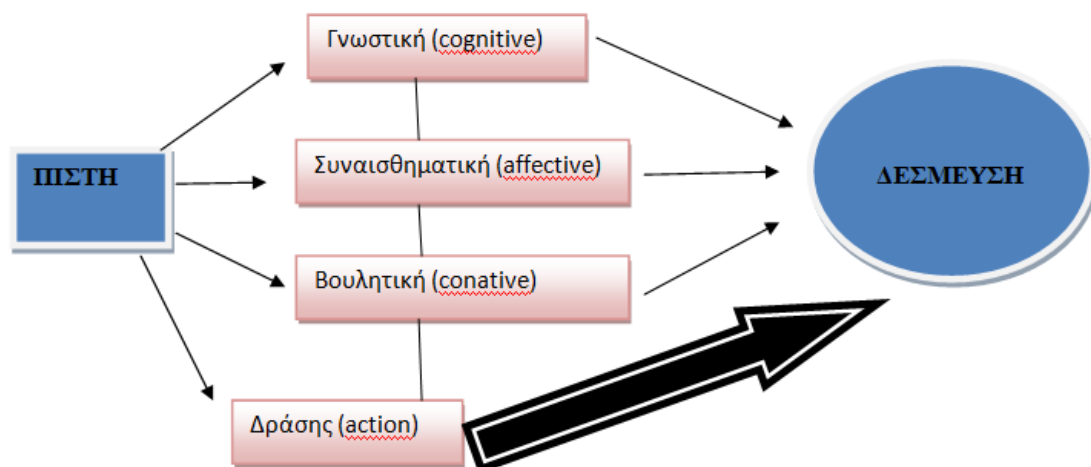 Γνωστική (cognitive)
ΠΙΣΤΗ
Συναισθηματική (affective)
ΔΕΣΜΕΥΣΗ
Βουλητική (conative)
Δράσης (action)